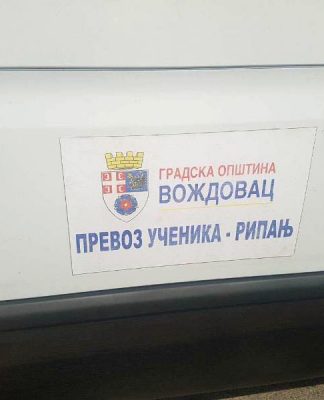 ГРАДСКА ОПШТИНА
ВОЖДОВАЦ
ПРЕВОЗ УЧЕНИКА - РИПАЊ